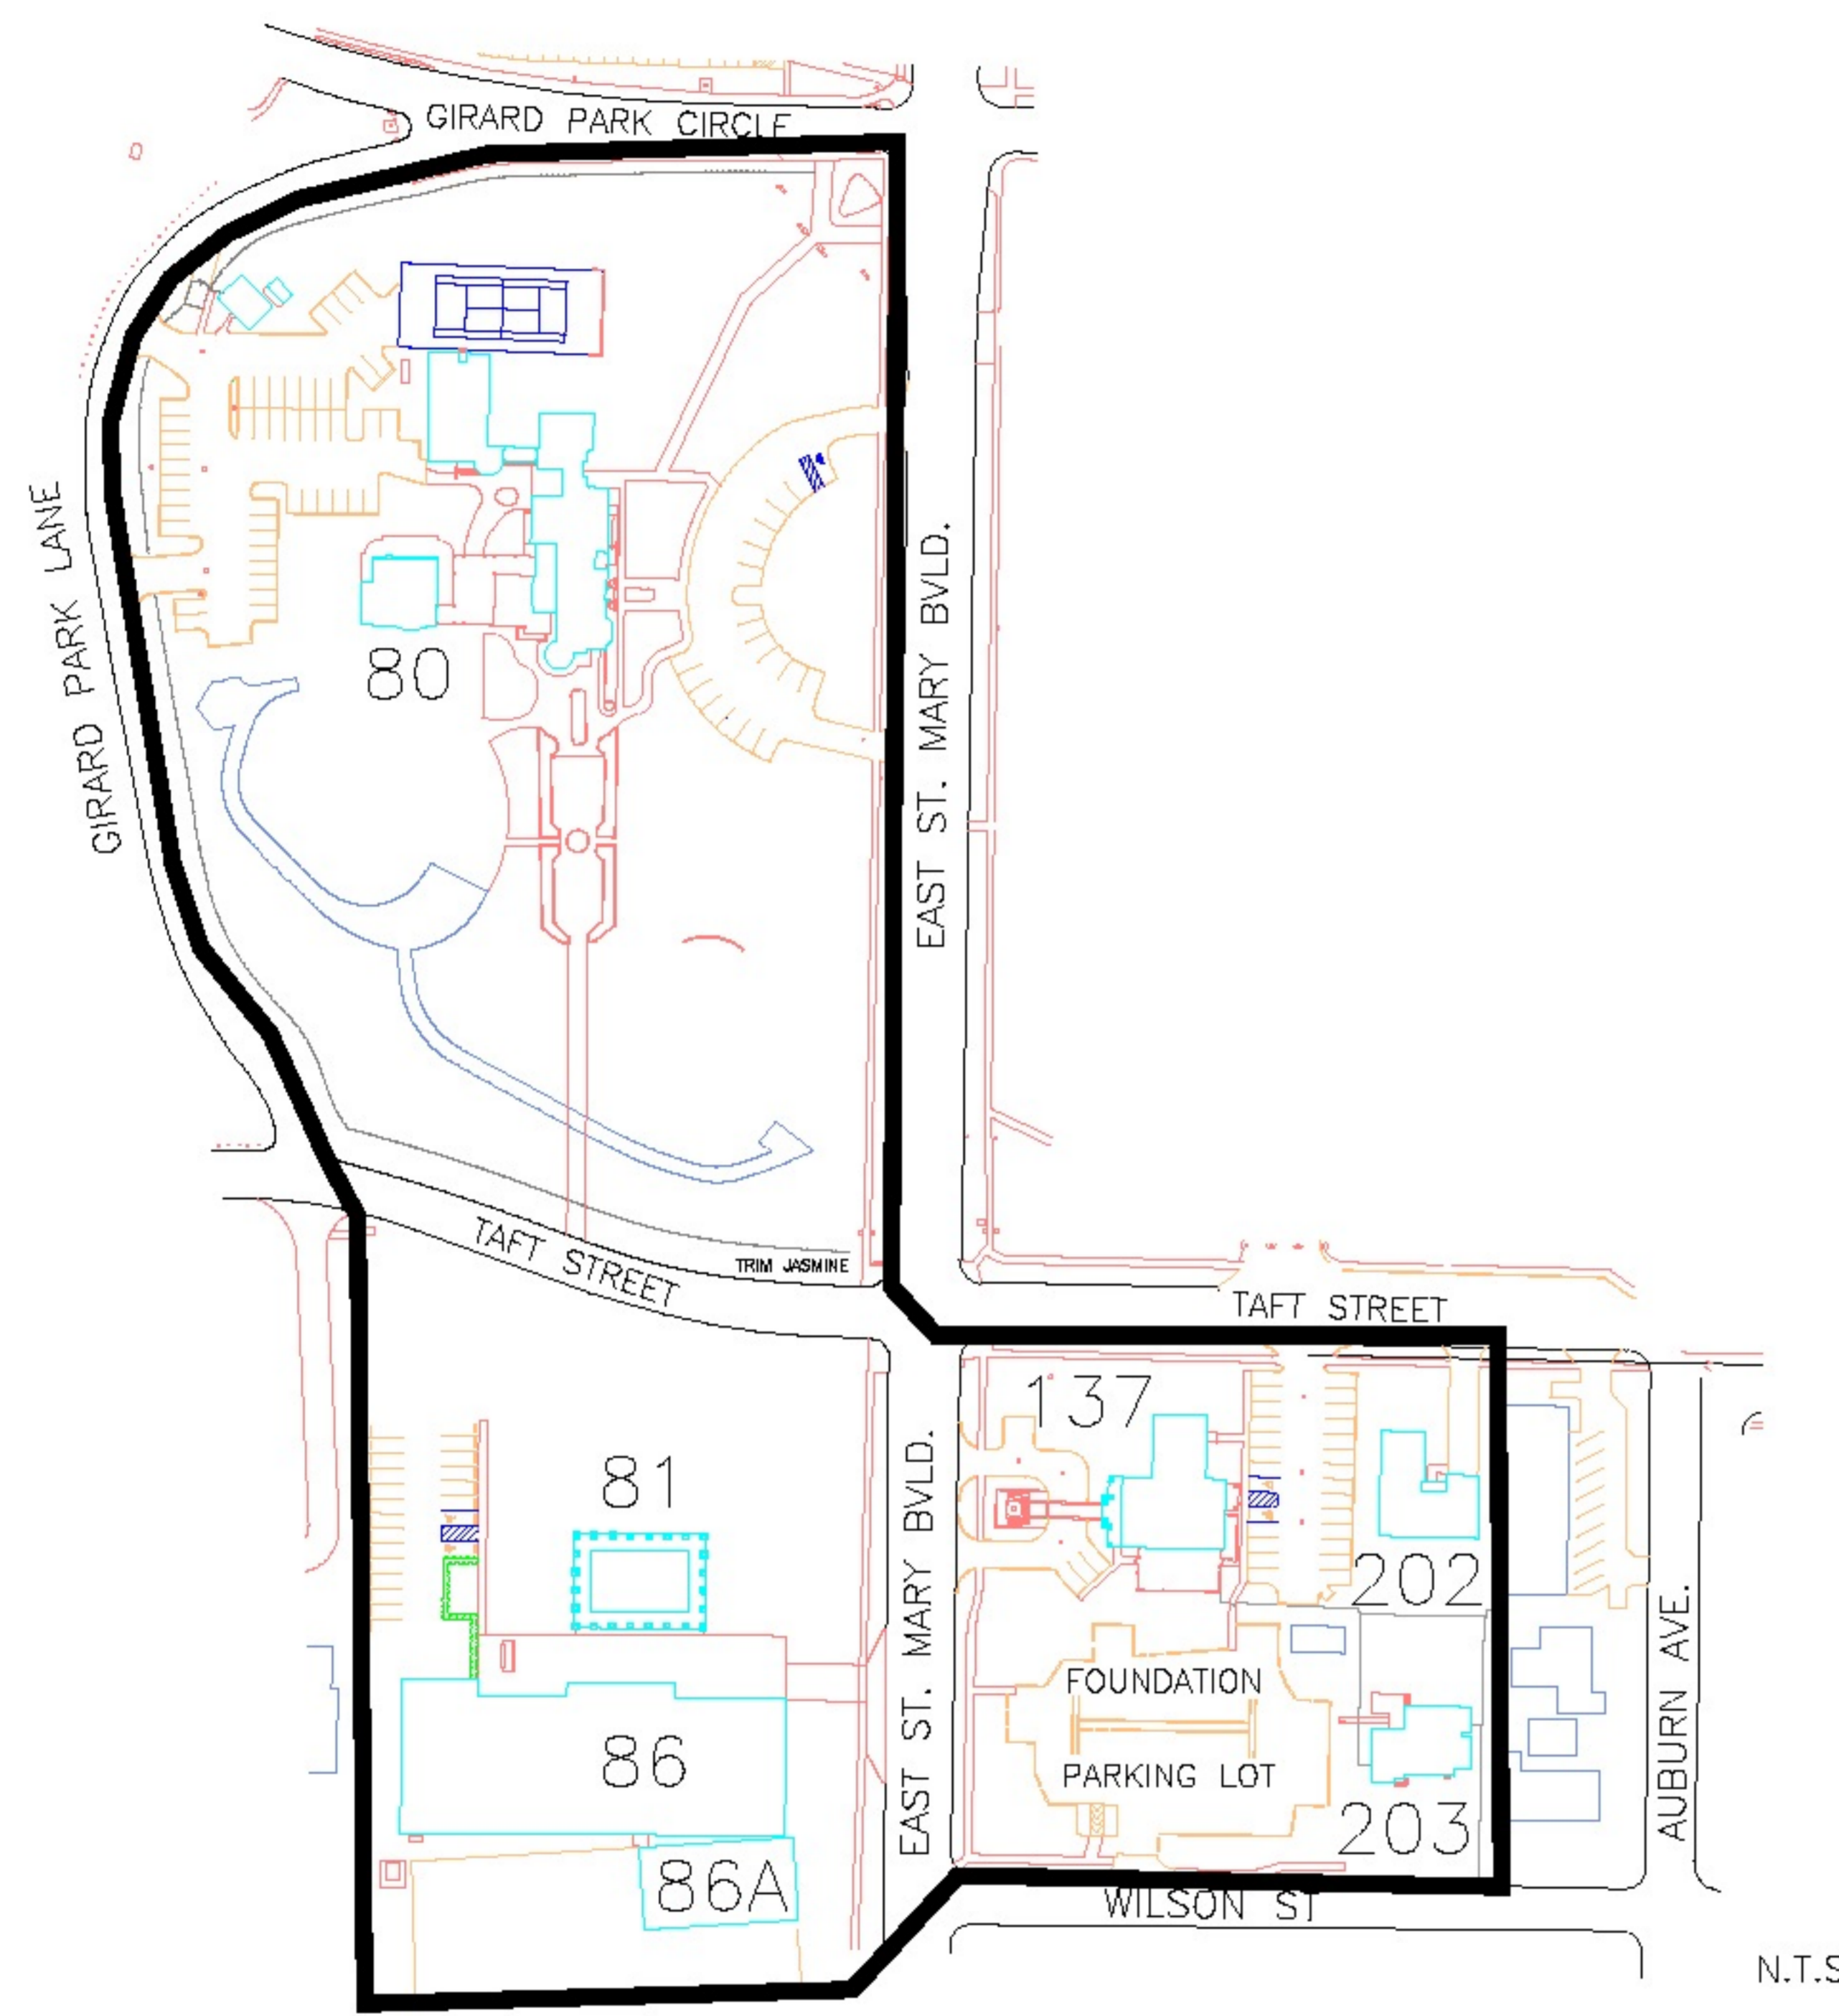 GIRARD PARK CIRCLE
GIRARD PARK LANE
EAST ST. MARY BVLD.
80
TAFT STREET
TRIM JASMINE
TAFT STREET
137
81
202
EAST ST. MARY BVLD.
AUBURN AVE.
FOUNDATION
PARKING LOT
86
203
86A
WILSON ST
N.T.S